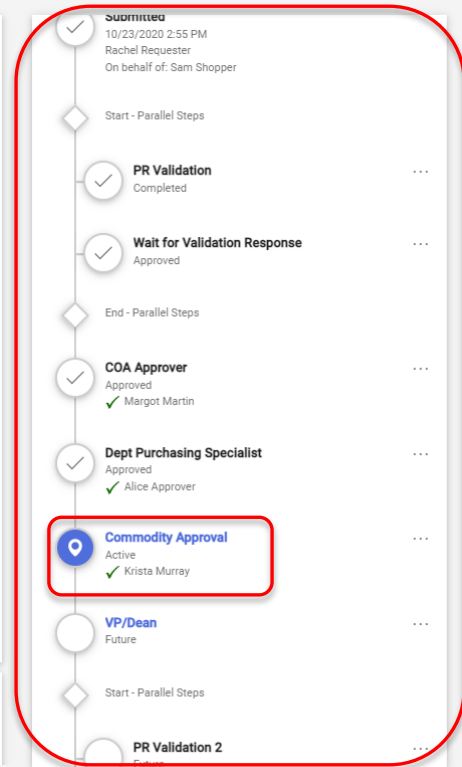 Submitted
10/23/2020 2:55 PM
Rachel Requester
On behalf of: Sam Shopper
Start - Parallel Steps
PR Validation
Completed
Wait for Validation Response
Approved
End - Parallel Steps
COA Approver
Approved
Margot Martin
Dept Purchasing Specialist
Approved
Alice Approver
Commodity Approval
Active
Krista Murray
VP/Dean
Future
Start - Parallel Steps
PR Validation 2
Future